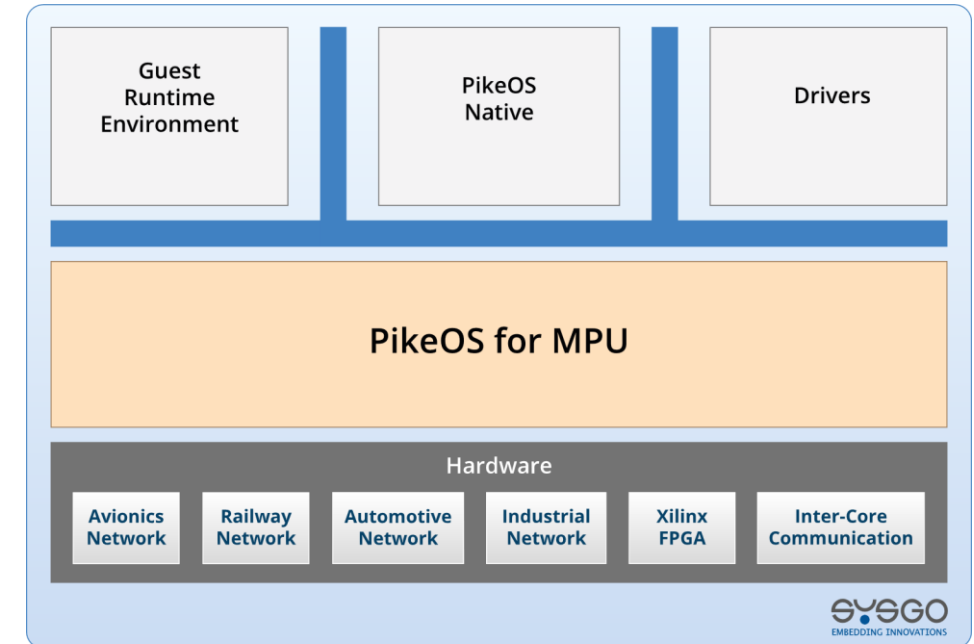 Guest
Runtime
Environment
PikeOS
Native
Drivers
PikeOS for MPU
Hardware
Avionics
Network
Railway
Network
Automotive
Network
Industrial
Network
Xilinx
FPGA
Inter-Core
Communication
SYSGO
EMBEDDING INNOVATIONS